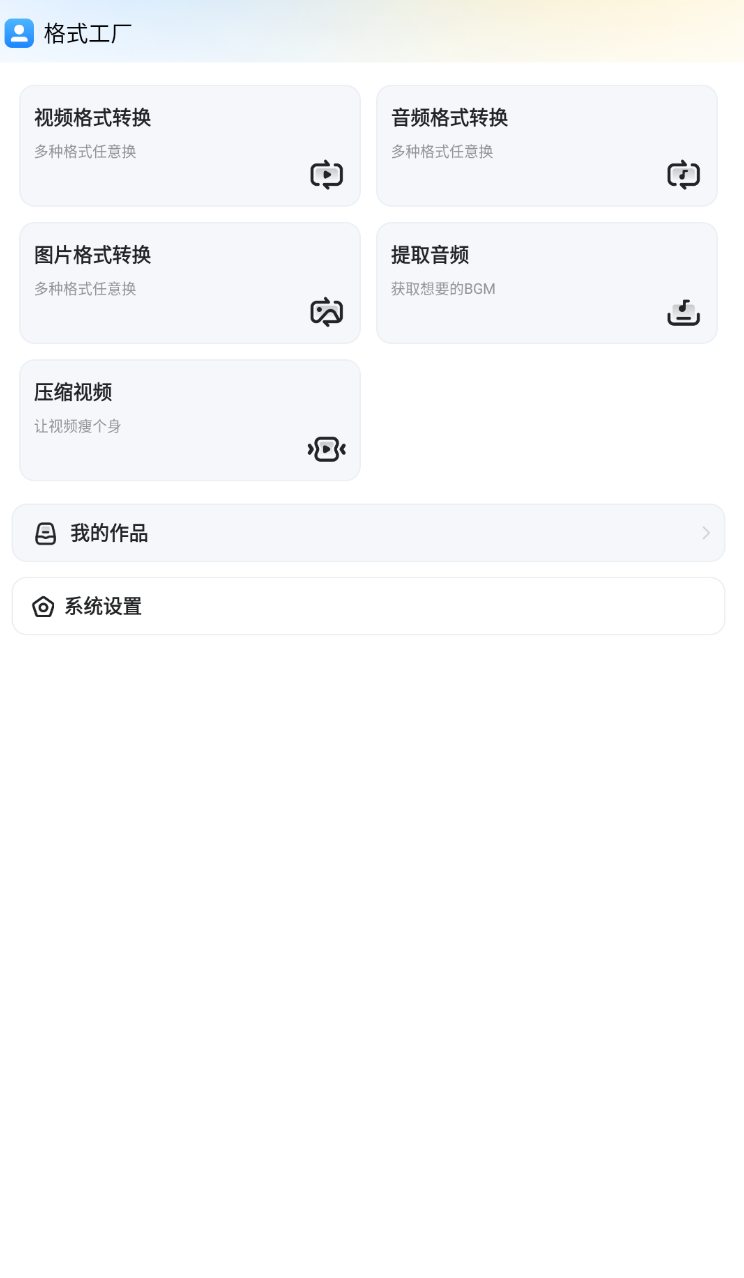 格式工厂
视频格式转换
多种格式任意换
音频格式转换
多种格式任意换
图片格式转换
多种格式任意换
提取音频
获取想要的BGM
压缩视频
让视频瘦个身
我的作品
系统设置